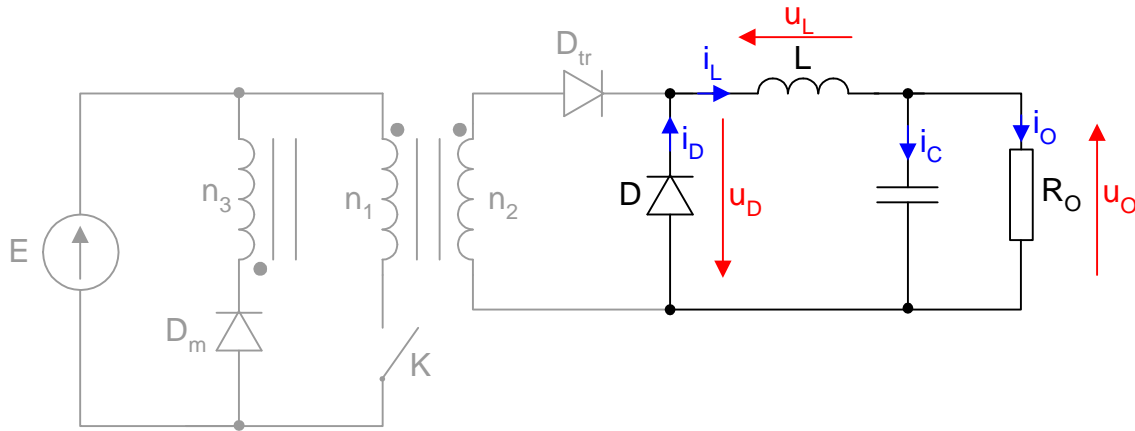 u_L
D_tr
i_L
L
i_D
i_C
i_O
n_3
n_1
n_2
D
u_D
R_O
u_O
E
D_m
K